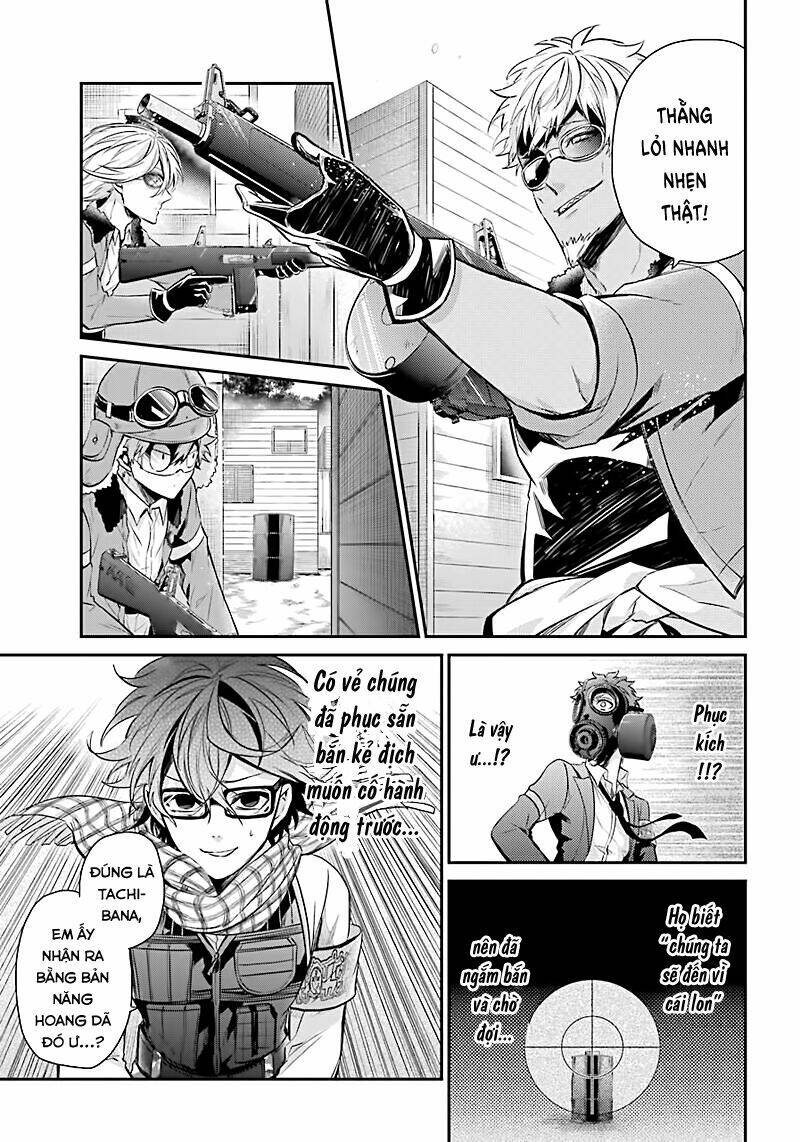 THẰNG
LỎI NHANH
NHẸN
THẬT!
Phục
kích
!!?
Là vậy
ư...!?
Họ biết
"chúng ta
sẽ đến vì
cái lon"
nên đã
ngắm bắn
và chờ
đợi...
Có vẻ chúng
đã phục sẵn
bắn kẻ địch
muốn có hành
động trước...
ĐÚNG LÀ
TACHI-
BANA,
EM ẤY
NHẬN RA
BẰNG BẢN
NĂNG
HOANG DÃ
ĐÓ Ư...?